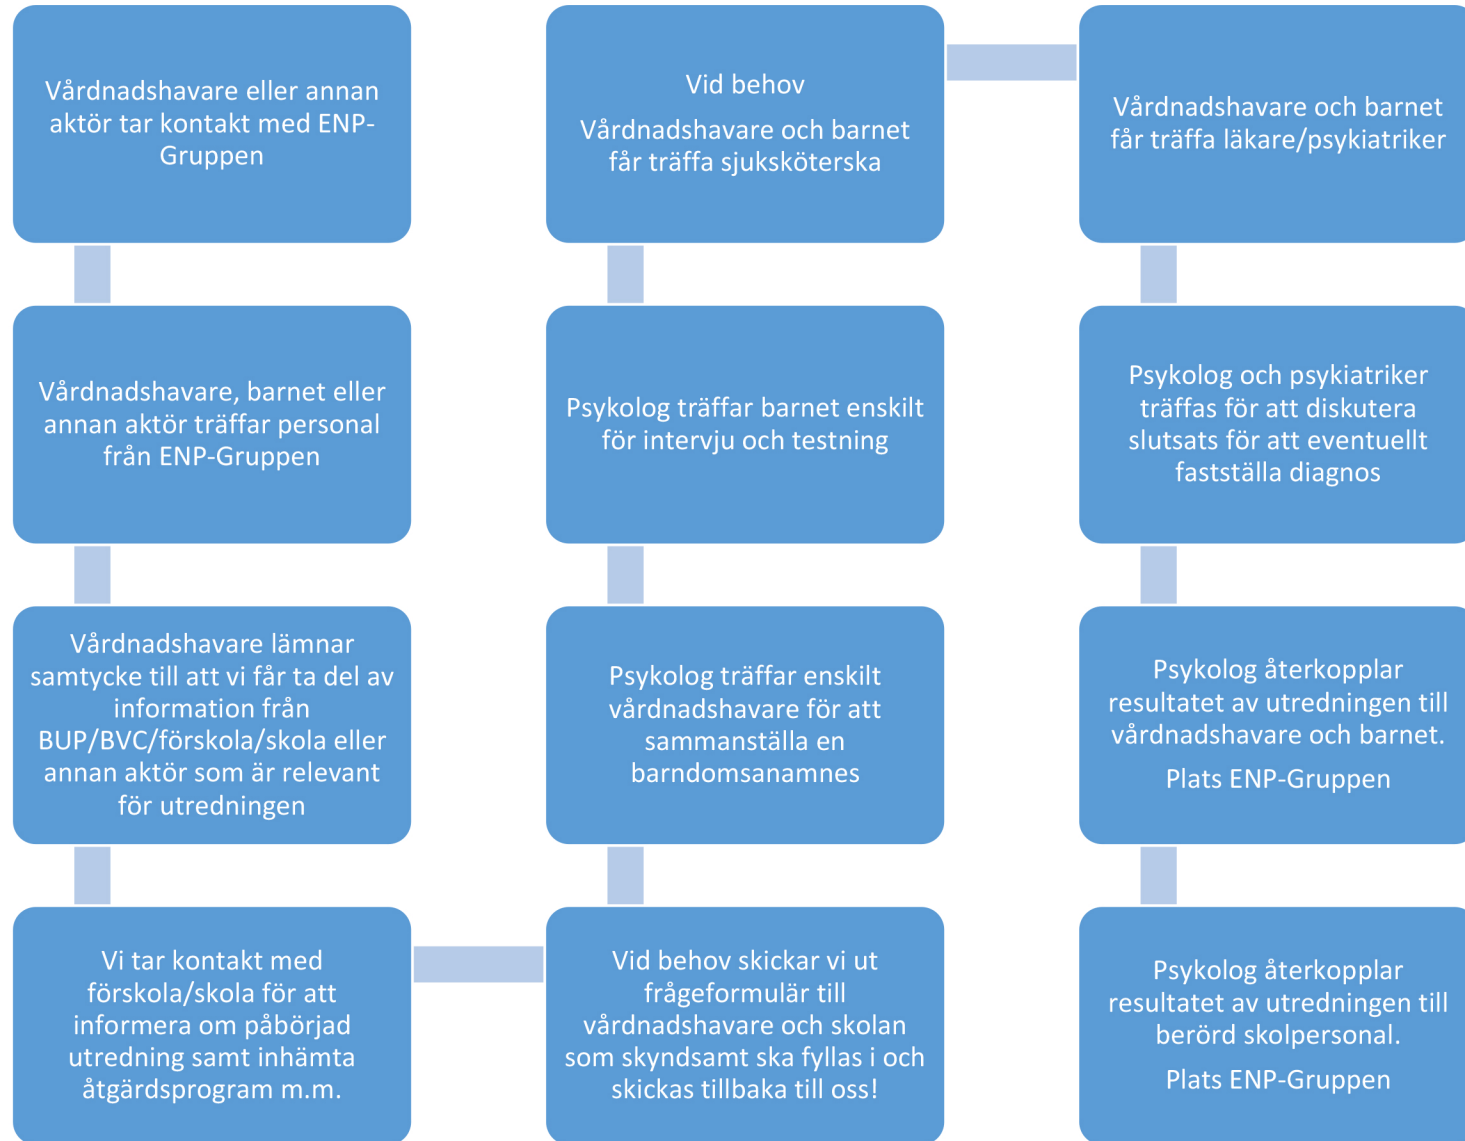 Vårdnadshavare eller annan
aktör tar kontakt med ENP-
Gruppen
Vårdnadshavare, barnet eller
annan aktör träffar personal
från ENP-Gruppen
Vårdnadshavare lämnar
samtycke till att vi får ta del av
information från
BUP/BVC/förskola/skola eller
annan aktör som är relevant
för utredningen
Vi tar kontakt med
förskola/skola för att
informera om påbörjad
utredning samt inhämta
åtgärdsprogram m.m.
Vid behov skickar vi ut
frågeformulär till
vårdnadshavare och skolan
som skyndsamt ska fyllas i och
skickas tillbaka till oss!
Psykolog träffar enskilt
vårdnadshavare för att
sammanställa en
barndomsanamnes
Psykolog träffar barnet enskilt
för intervju och testning
Vid behov
Vårdnadshavare och barnet
får träffa sjuksköterska
Vårdnadshavare och barnet
får träffa läkare/psykiatriker
Psykolog och psykiatriker
träffas för att diskutera
slutsats för att eventuellt
fastställa diagnos
Psykolog återkopplar
resultatet av utredningen till
vårdnadshavare och barnet.
Plats ENP-Gruppen
Psykolog återkopplar
resultatet av utredningen till
berörd skolpersonal.
Plats ENP-Gruppen